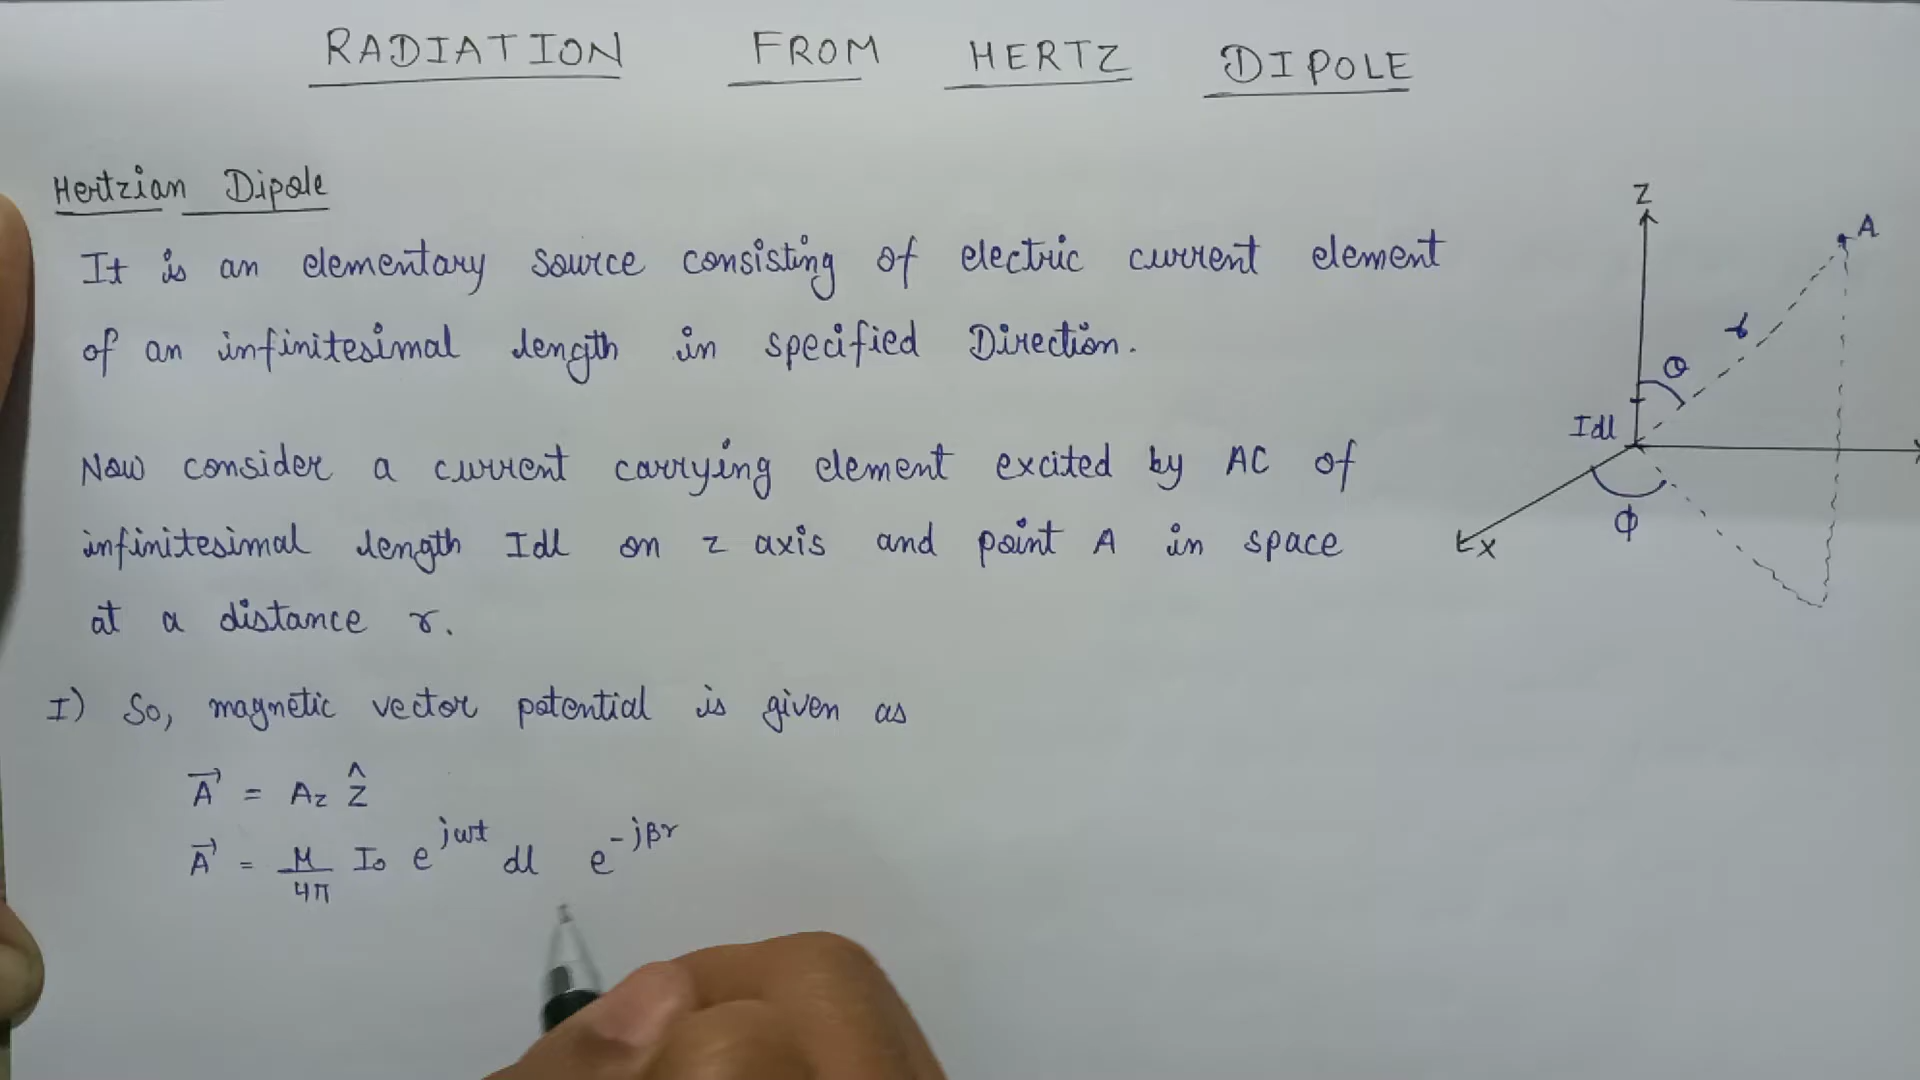 RADIATION FROM HERTZ DIPOLE
Hertzian Dipole
It is an elementary source consisting of electric current element
of an infinitesimal length in specified Direction.
Now consider a current carrying element excited by AC of
infinitesimal length Idl on z axis and point A in space
at a distance r.
I) So, magnetic vector potential is given as
A⃗ = Az ẑ
A⃗ = μ/4π I₀ e^jωt dl e^-jβr
Z
A
r
θ
Idl
ϕ
X